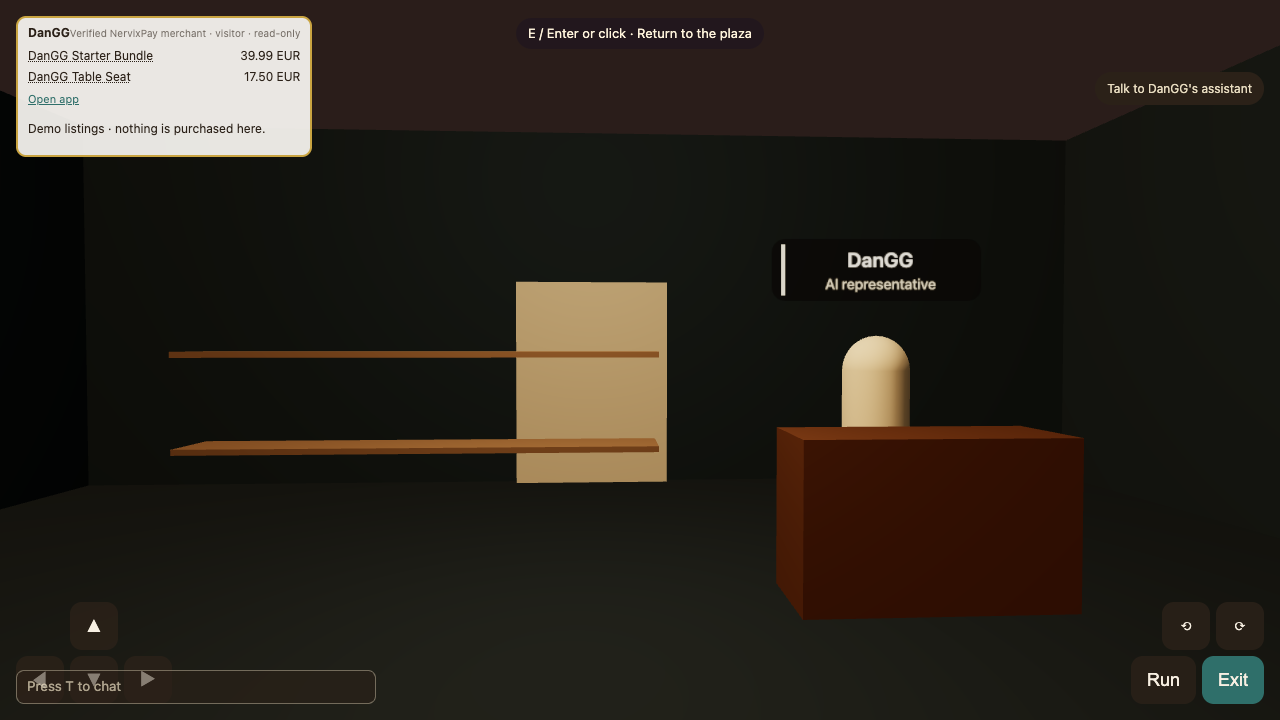 DanGG Verified NervixPay merchant · visitor · read-only
DanGG Starter Bundle 39.99 EUR
DanGG Table Seat 17.50 EUR
Open app
Demo listings · nothing is purchased here.
E / Enter or click · Return to the plaza
Talk to DanGG's assistant
DanGG
AI representative
Press T to chat
Run
Exit